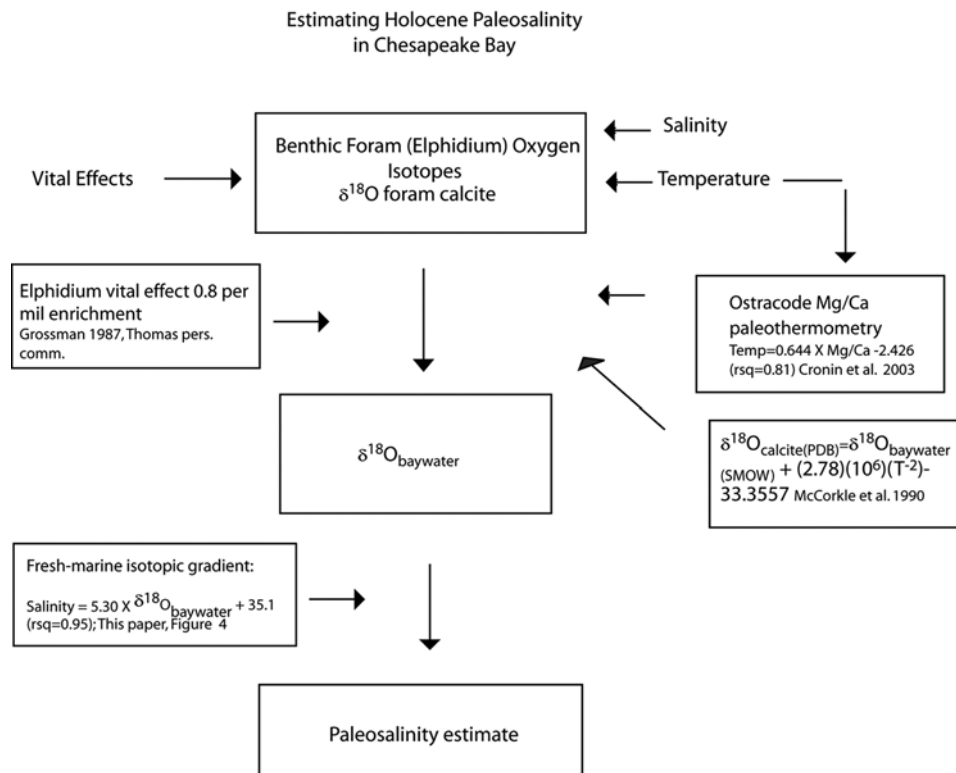 Estimating Holocene Paleosalinity
in Chesapeake Bay
Benthic Foram (Elphidium) Oxygen
Isotopes
δ¹⁸O foram calcite
Salinity
Vital Effects
Temperature
Elphidium vital effect 0.8 per
mil enrichment
Grossman 1987, Thomas pers.
comm.
Ostracode Mg/Ca
paleothermometry
Temp=0.644 X Mg/Ca -2.426
(rsq=0.81) Cronin et al. 2003
δ¹⁸Obaywater
δ¹⁸Ocalcite(PDB)=δ¹⁸Obaywater
(SMOW) + (2.78)(10⁶)(T⁻²)-
33.3557 McCorkle et al. 1990
Fresh-marine isotopic gradient:
Salinity = 5.30 X δ¹⁸Obaywater + 35.1
(rsq=0.95); This paper, Figure 4
Paleosalinity estimate